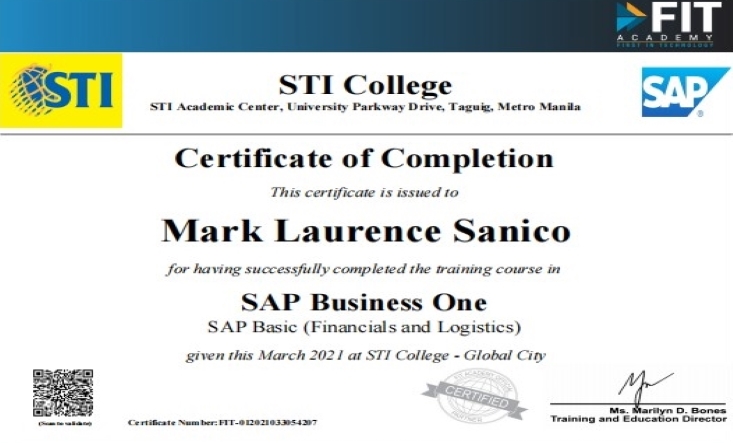 FIT
ACADEMY
FIRST IN TECHNOLOGY
STI
STI College
STI Academic Center, University Parkway Drive, Taguig, Metro Manila
SAP
®
Certificate of Completion
This certificate is issued to
Mark Laurence Sanico
for having successfully completed the training course in
SAP Business One
SAP Basic (Financials and Logistics)
given this March 2021 at STI College - Global City
CERTIFIED
(Scan to validate)
Certificate Number: FIT-012021033054207
Ms. Marilyn D. Bones
Training and Education Director